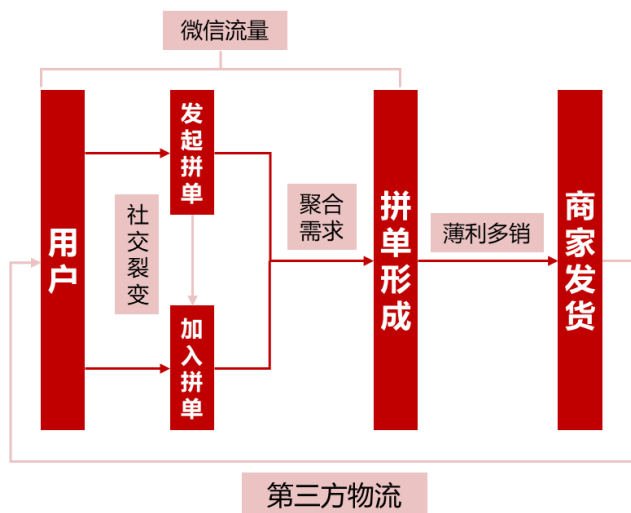 微信流量
用户
发起拼单
社交裂变
加入拼单
聚合
需求
拼单形成
薄利多销
商家发货
第三方物流